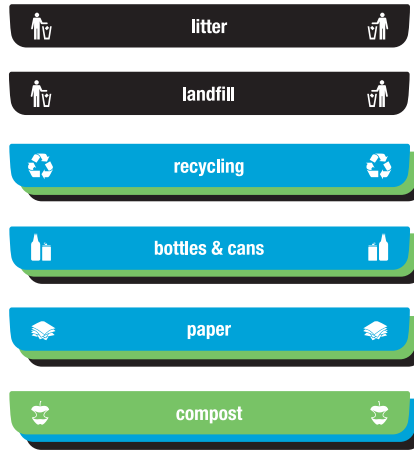 litter
landfill
recycling
bottles & cans
paper
compost